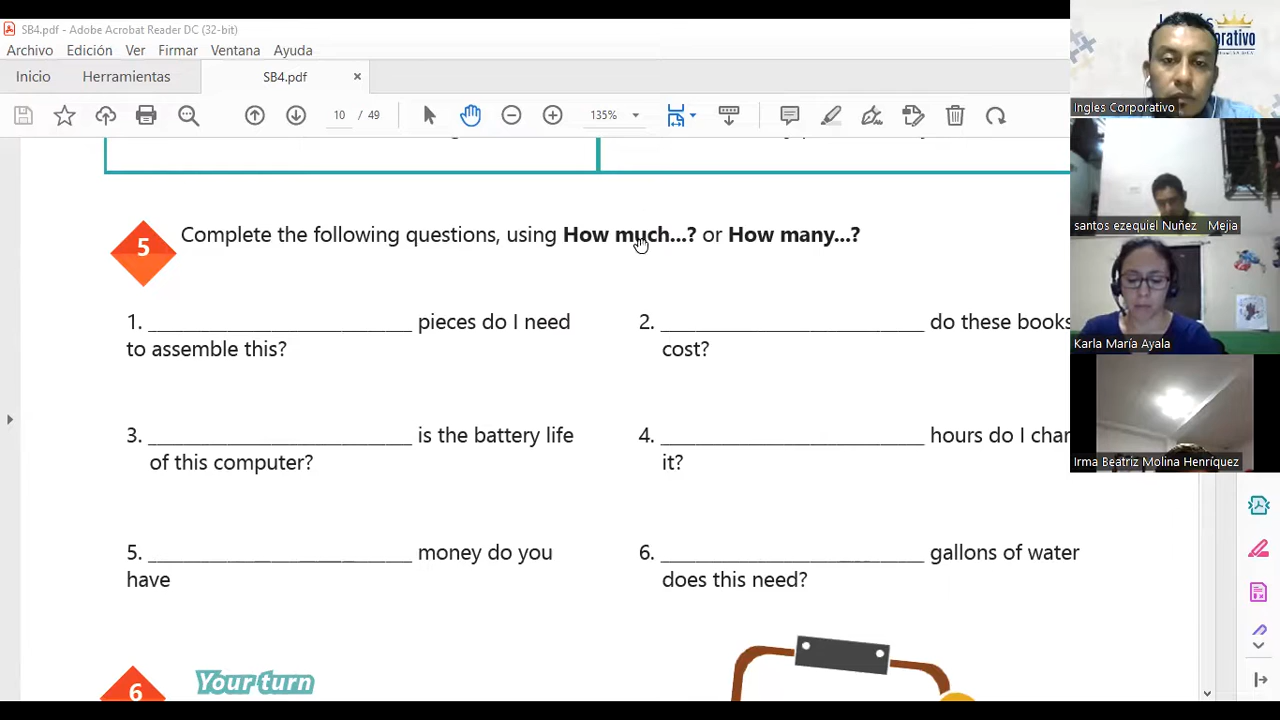 SB4.pdf - Adobe Acrobat Reader DC (32-bit)
Archivo Edición Ver Firmar Ventana Ayuda
Inicio Herramientas SB4.pdf ×
10 / 49 135%
5 Complete the following questions, using How much...? or How many...?
1. ________________________ pieces do I need
to assemble this?
2. ________________________ do these books
cost?
3. ________________________ is the battery life
of this computer?
4. ________________________ hours do I char
it?
5. ________________________ money do you
have
6. ________________________ gallons of water
does this need?
6 Your turn
Ingles Corporativo
santos ezequiel Nuñez Mejia
Karla María Ayala
Irma Beatriz Molina Henríquez